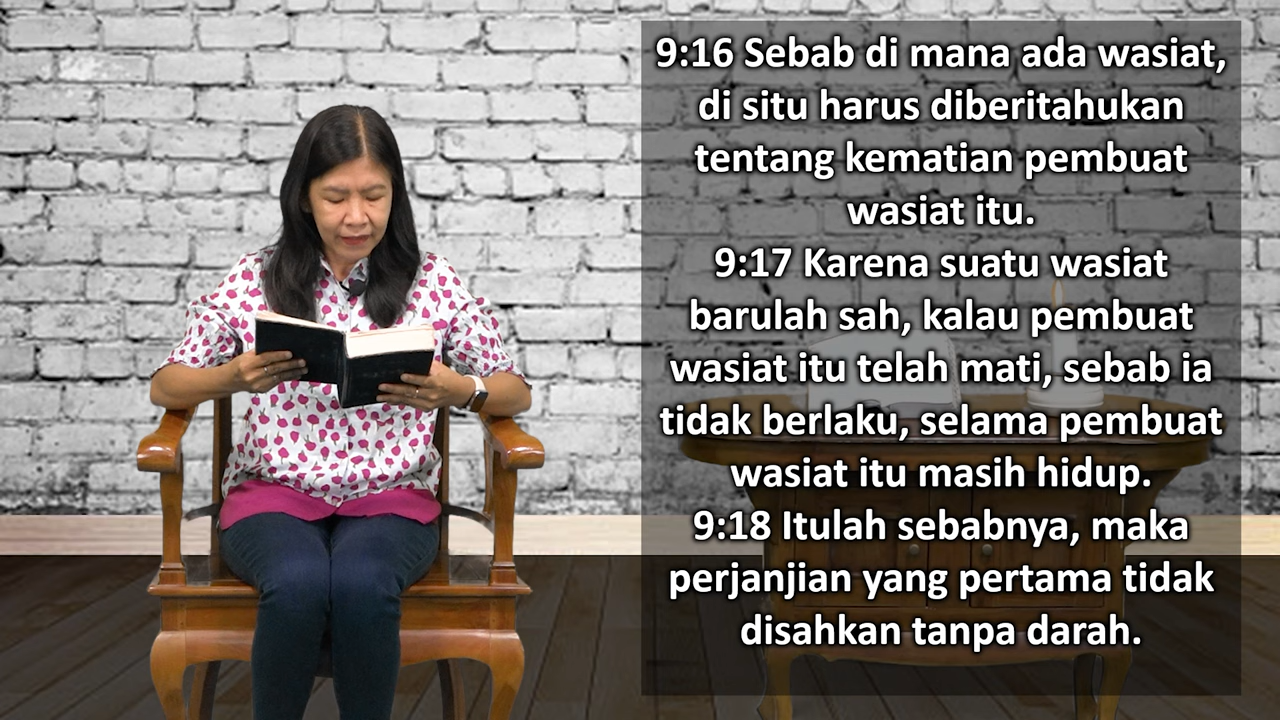 9:16 Sebab di mana ada wasiat,
di situ harus diberitahukan
tentang kematian pembuat
wasiat itu.
9:17 Karena suatu wasiat
barulah sah, kalau pembuat
wasiat itu telah mati, sebab ia
tidak berlaku, selama pembuat
wasiat itu masih hidup.
9:18 Itulah sebabnya, maka
perjanjian yang pertama tidak
disahkan tanpa darah.